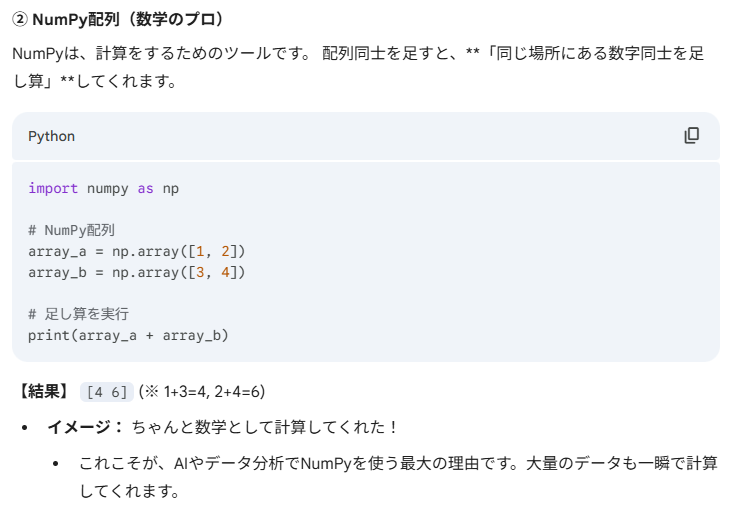 ② NumPy配列（数学のプロ）
NumPyは、計算をするためのツールです。 配列同士を足すと、**「同じ場所にある数字同士を足
し算」**してくれます。
Python
import numpy as np
# NumPy配列
array_a = np.array([1, 2])
array_b = np.array([3, 4])
# 足し算を実行
print(array_a + array_b)
【結果】 [4 6] (※ 1+3=4, 2+4=6)
• イメージ： ちゃんと数学として計算してくれた！
• これこそが、AIやデータ分析でNumPyを使う最大の理由です。大量のデータも一瞬で計算
してくれます。